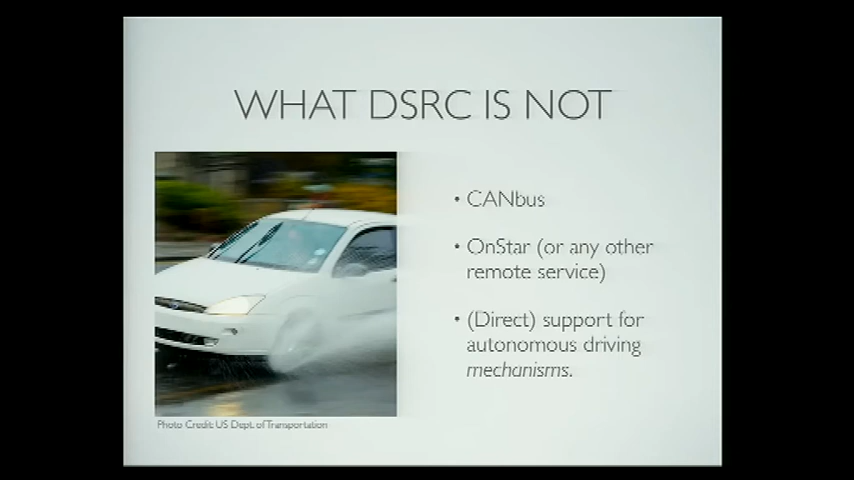 WHAT DSRC IS NOT
• CANbus
• OnStar (or any other
remote service)
• (Direct) support for
autonomous driving
mechanisms.
Photo Credit: US Dept. of Transportation